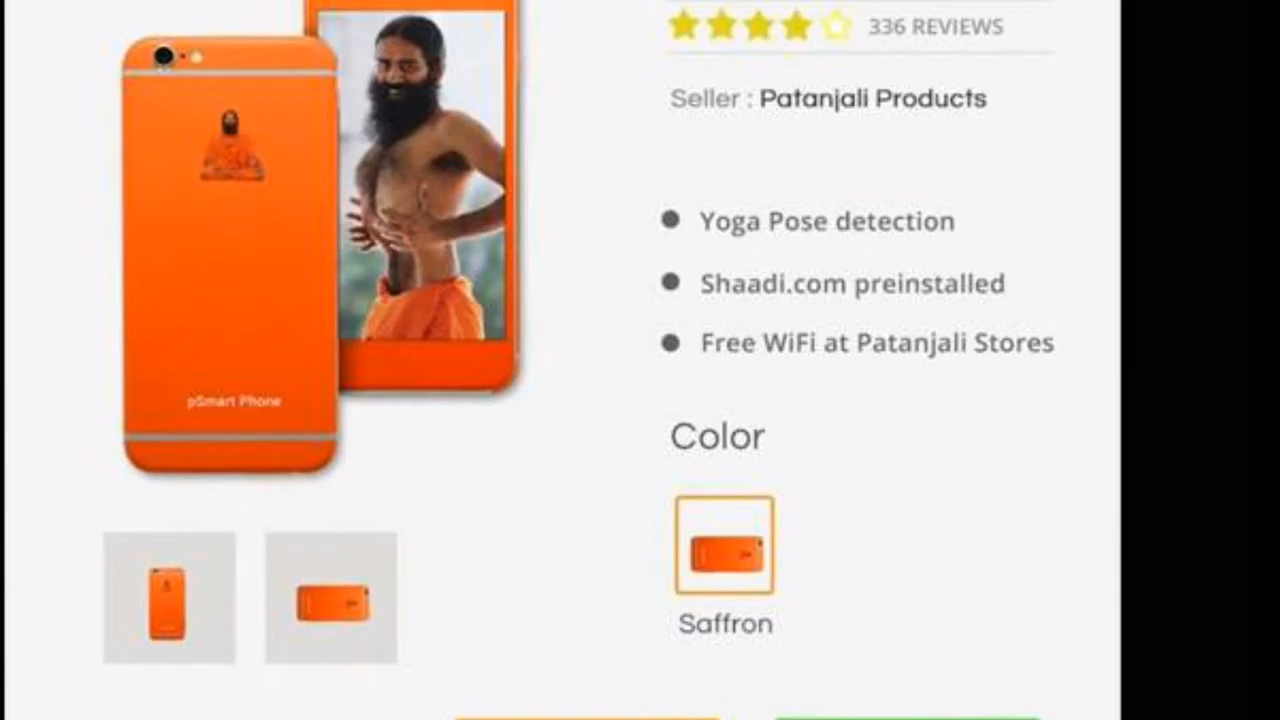 336 REVIEWS
Seller : Patanjali Products
Yoga Pose detection
Shaadi.com preinstalled
Free WiFi at Patanjali Stores
pSmart Phone
Color
Saffron